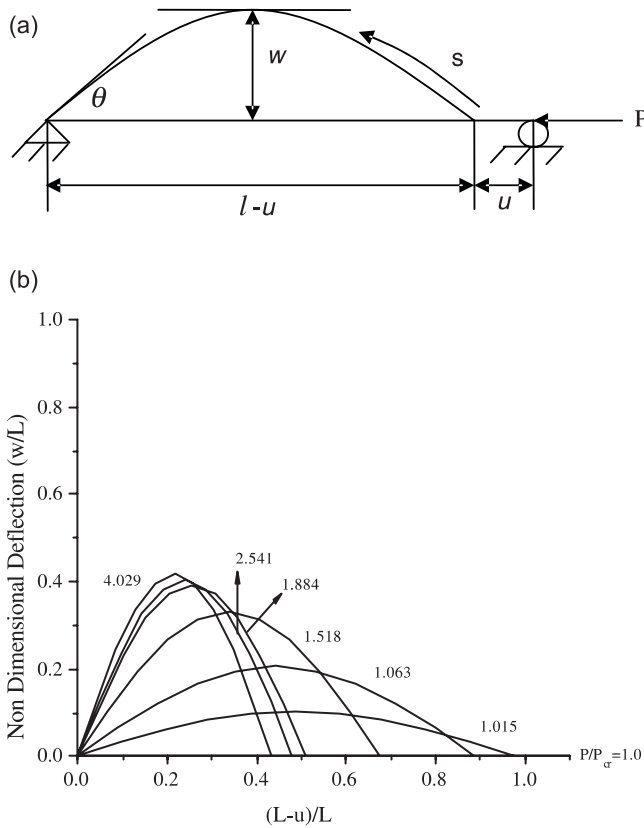 (a)
w
s
θ
P
l-u
u
(b)
Non Dimensional Deflection (w/L)
1.0
0.8
0.6
0.4
0.2
0.0
4.029
2.541
1.884
1.518
1.063
1.015
P/Pcr=1.0
0.0 0.2 0.4 0.6 0.8 1.0
(L-u)/L